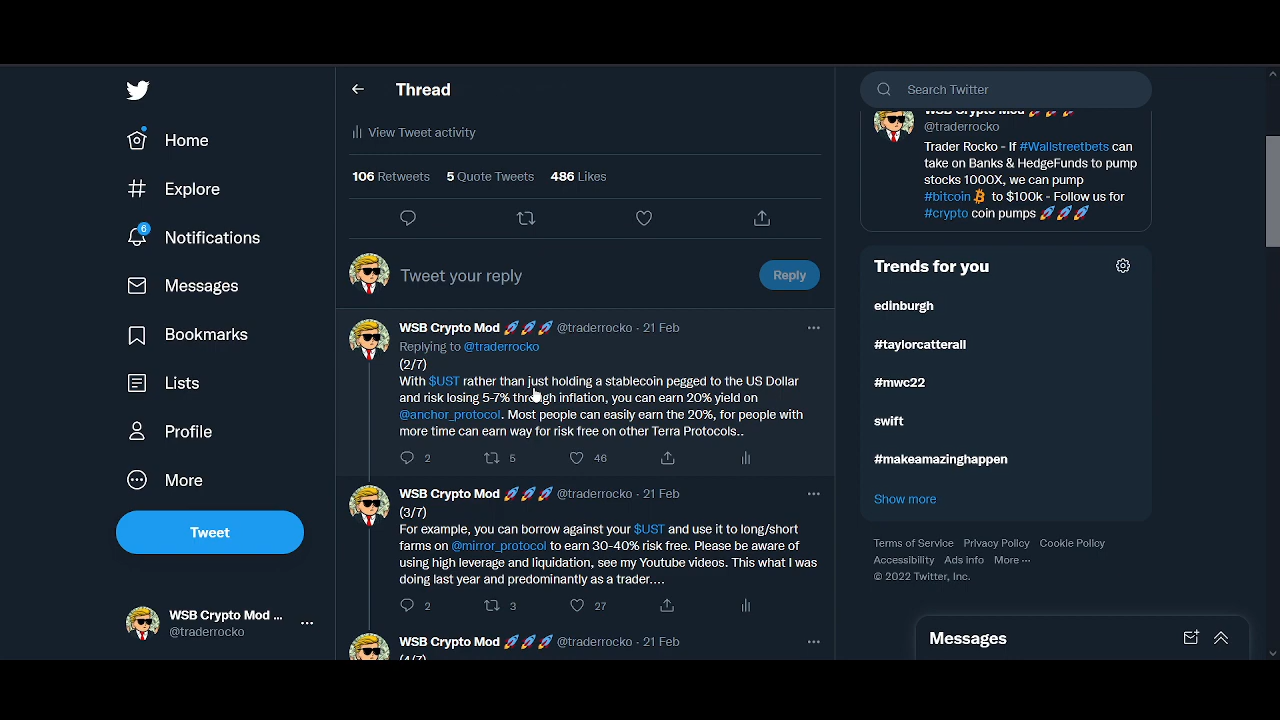 Home
Explore
6
Notifications
Messages
Bookmarks
Lists
Profile
More
Tweet
WSB Crypto Mod ...
@traderrocko
Thread
View Tweet activity
106 Retweets 5 Quote Tweets 486 Likes
Tweet your reply
Reply
WSB Crypto Mod 🚀🚀🚀 @traderrocko · 21 Feb
Replying to @traderrocko
(2/7)
With $UST rather than just holding a stablecoin pegged to the US Dollar
and risk losing 5-7% through inflation, you can earn 20% yield on
@anchor_protocol. Most people can easily earn the 20%, for people with
more time can earn way for risk free on other Terra Protocols..
2 5 46
WSB Crypto Mod 🚀🚀🚀 @traderrocko · 21 Feb
(3/7)
For example, you can borrow against your $UST and use it to long/short
farms on @mirror_protocol to earn 30-40% risk free. Please be aware of
using high leverage and liquidation, see my Youtube videos. This what I was
doing last year and predominantly as a trader....
2 3 27
WSB Crypto Mod 🚀🚀🚀 @traderrocko · 21 Feb
(4/7)
Search Twitter
WSB Crypto Mod 🚀🚀🚀
@traderrocko
Trader Rocko - If #Wallstreetbets can
take on Banks & HedgeFunds to pump
stocks 1000X, we can pump
#bitcoin to $100k - Follow us for
#crypto coin pumps 🚀🚀🚀
Trends for you
edinburgh
#taylorcatterall
#mwc22
swift
#makeamazinghappen
Show more
Terms of Service Privacy Policy Cookie Policy
Accessibility Ads info More ···
© 2022 Twitter, Inc.
Messages